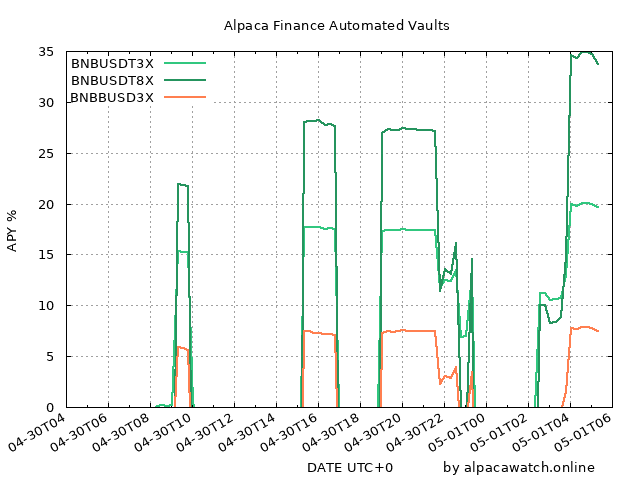 Alpaca Finance Automated Vaults
BNBUSDT3X
BNBUSDT8X
BNBBUSD3X
APY %
35
30
25
20
15
10
5
0
04-30T04
04-30T06
04-30T08
04-30T10
04-30T12
04-30T14
04-30T16
04-30T18
04-30T20
04-30T22
05-01T00
05-01T02
05-01T04
05-01T06
DATE UTC+0
by alpacawatch.online